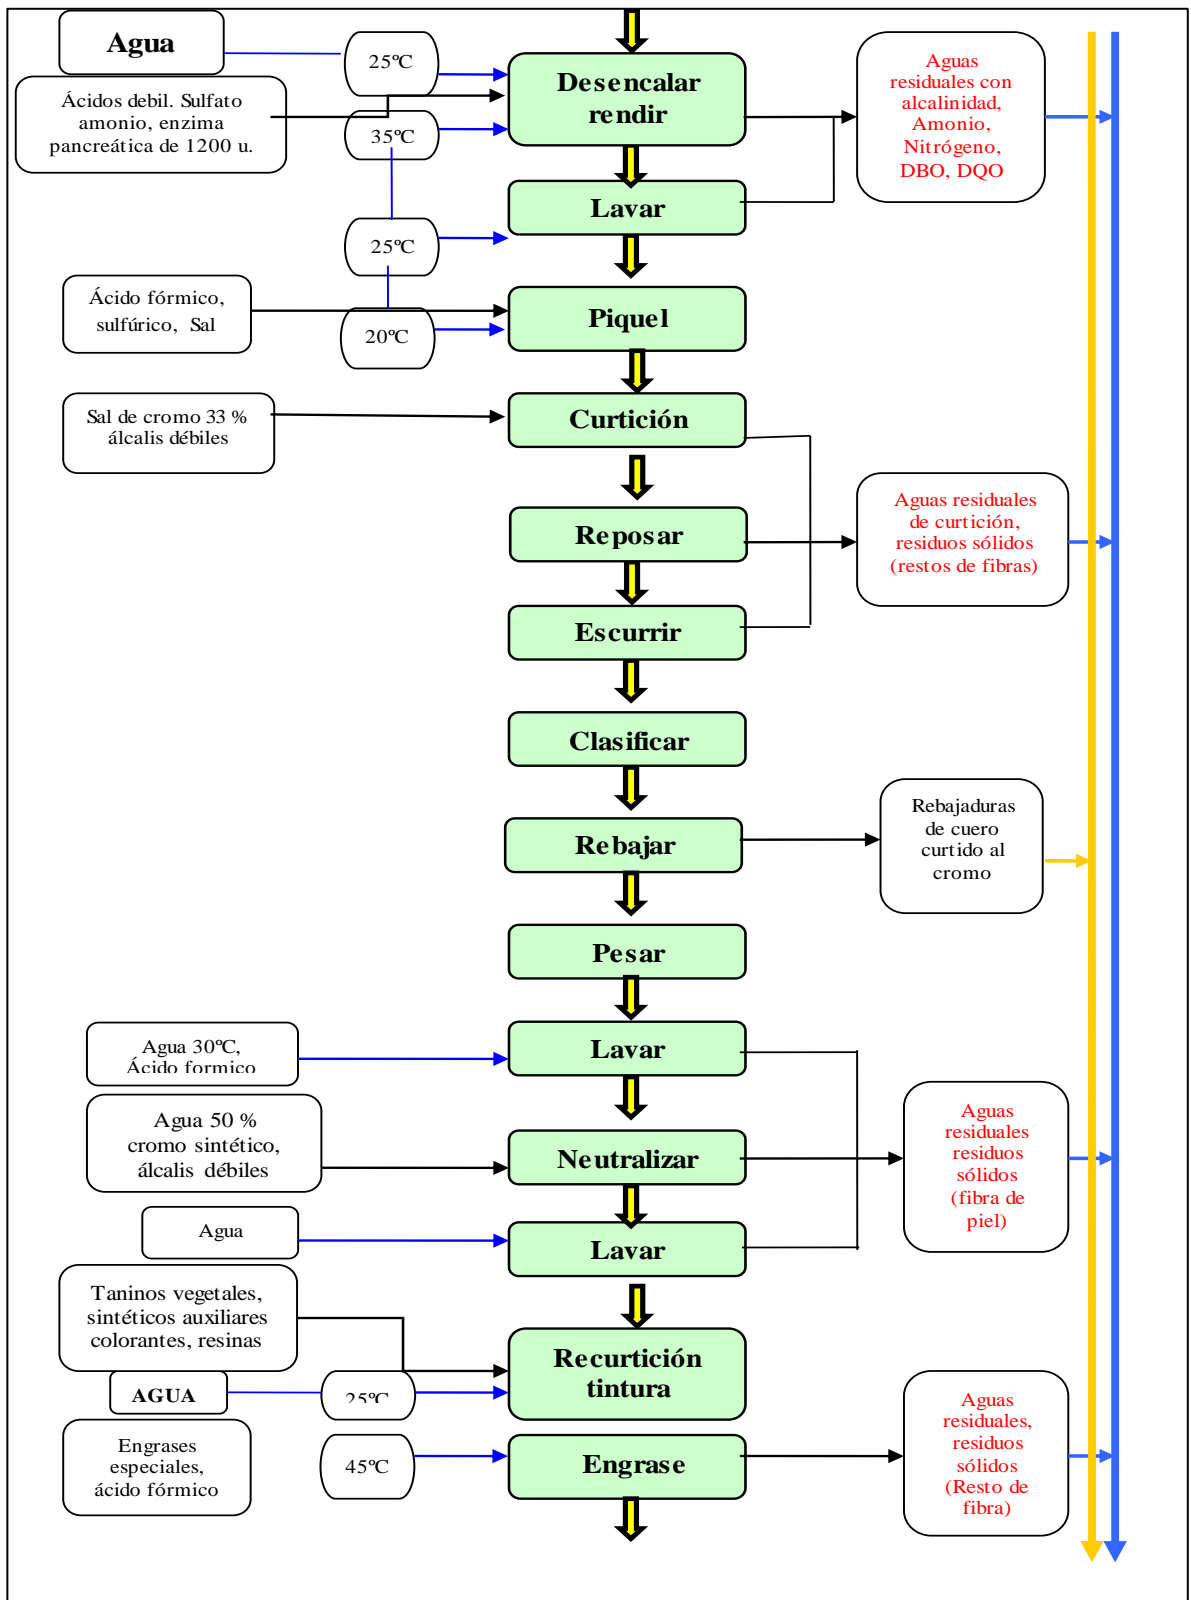 Agua
25ºC
Ácidos debil. Sulfato
amonio, enzima
pancreática de 1200 u.
35ºC
Desencalar
rendir
Aguas
residuales con
alcalinidad,
Amonio,
Nitrógeno,
DBO, DQO
Lavar
25ºC
Ácido fórmico,
sulfúrico, Sal
20ºC
Piquel
Sal de cromo 33 %
álcalis débiles
Curtición
Reposar
Aguas residuales
de curtición,
residuos sólidos
(restos de fibras)
Escurrir
Clasificar
Rebajar
Rebajaduras
de cuero
curtido al
cromo
Pesar
Agua 30ºC,
Ácido formico
Lavar
Agua 50 %
cromo sintético,
álcalis débiles
Neutralizar
Aguas
residuales
residuos
sólidos
(fibra de
piel)
Agua
Lavar
Taninos vegetales,
sintéticos auxiliares
colorantes, resinas
Recurtición
tintura
AGUA
25ºC
Engrases
especiales,
ácido fórmico
45ºC
Engrase
Aguas
residuales,
residuos
sólidos
(Resto de
fibra)